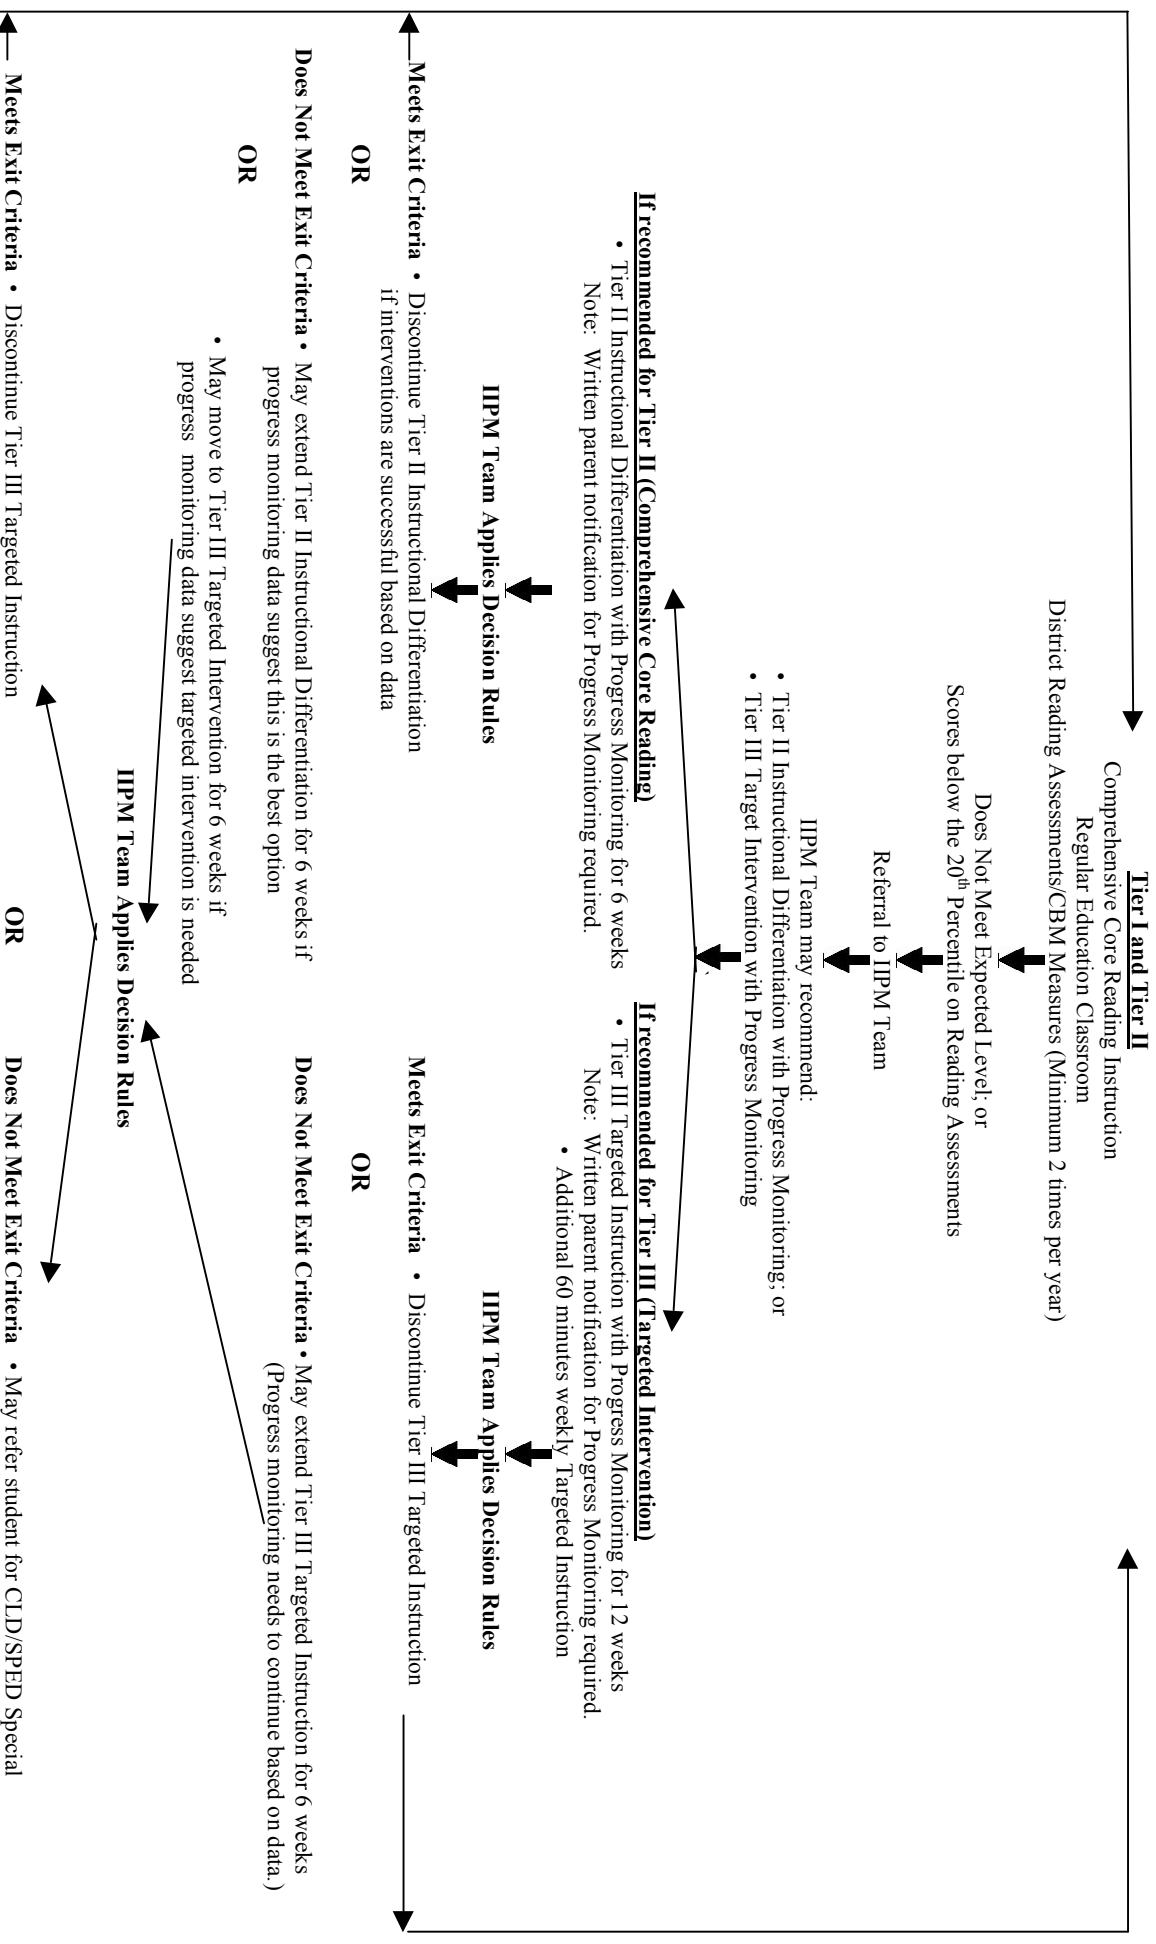 Tier I and Tier II
Comprehensive Core Reading Instruction
Regular Education Classroom
District Reading Assessments/CBM Measures (Minimum 2 times per year)
Does Not Meet Expected Level; or
Scores below the 20th Percentile on Reading Assessments
Referral to IIPM Team
IIPM Team may recommend:
• Tier II Instructional Differentiation with Progress Monitoring; or
• Tier III Target Intervention with Progress Monitoring
If recommended for Tier II (Comprehensive Core Reading)
• Tier II Instructional Differentiation with Progress Monitoring for 6 weeks
Note: Written parent notification for Progress Monitoring required.
IIPM Team Applies Decision Rules
Meets Exit Criteria • Discontinue Tier II Instructional Differentiation
if interventions are successful based on data
OR
Does Not Meet Exit Criteria • May extend Tier II Instructional Differentiation for 6 weeks if
progress monitoring data suggest this is the best option
OR
• May move to Tier III Targeted Intervention for 6 weeks if
progress monitoring data suggest targeted intervention is needed
If recommended for Tier III (Targeted Intervention)
• Tier III Targeted Instruction with Progress Monitoring for 12 weeks
Note: Written parent notification for Progress Monitoring required.
• Additional 60 minutes weekly Targeted Instruction
IIPM Team Applies Decision Rules
Meets Exit Criteria • Discontinue Tier III Targeted Instruction
OR
Does Not Meet Exit Criteria • May extend Tier III Targeted Instruction for 6 weeks
(Progress monitoring needs to continue based on data.)
IIPM Team Applies Decision Rules
Meets Exit Criteria • Discontinue Tier III Targeted Instruction
OR
Does Not Meet Exit Criteria • May refer student for CLD/SPED Special